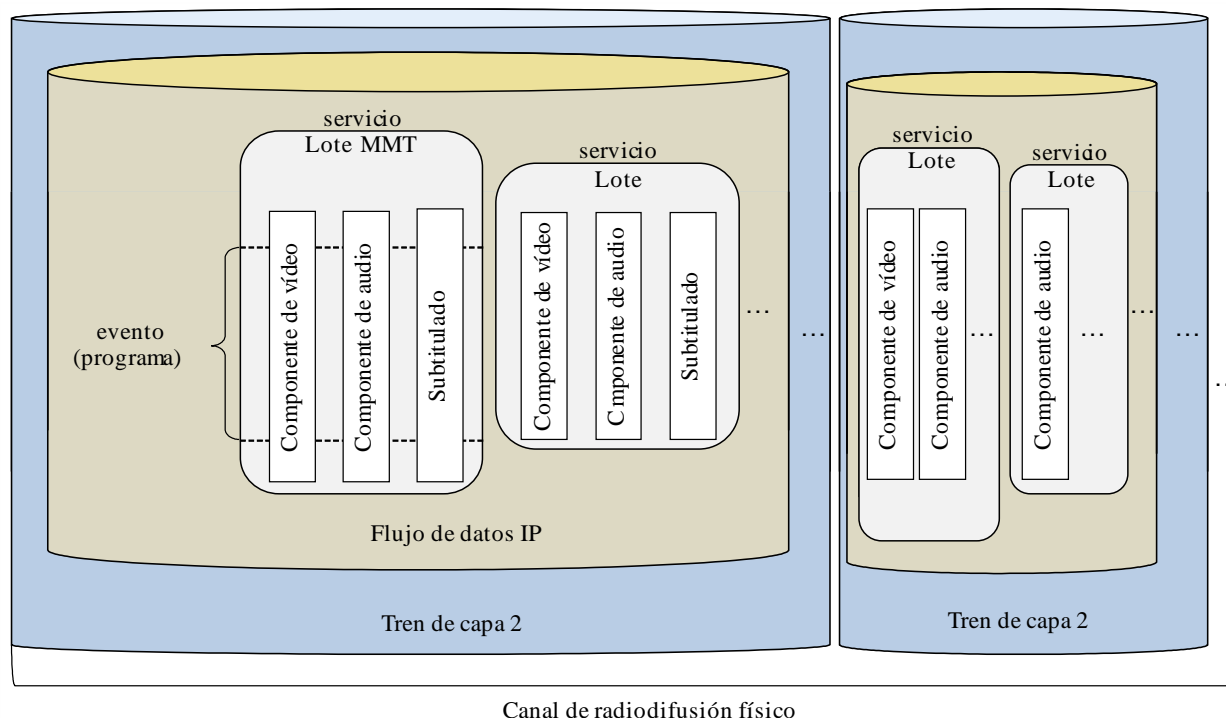 servicio
Lote MMT
servicio
Lote
servicio
Lote
servicio
Lote
Componente de vídeo
Componente de audio
Subtitulado
Componente de vídeo
Cmponente de audio
Subtitulado
...
...
Componente de vídeo
Componente de audio
...
Componente de audio
...
...
...
...
evento
(programa)
Flujo de datos IP
Tren de capa 2
Tren de capa 2
Canal de radiodifusión físico